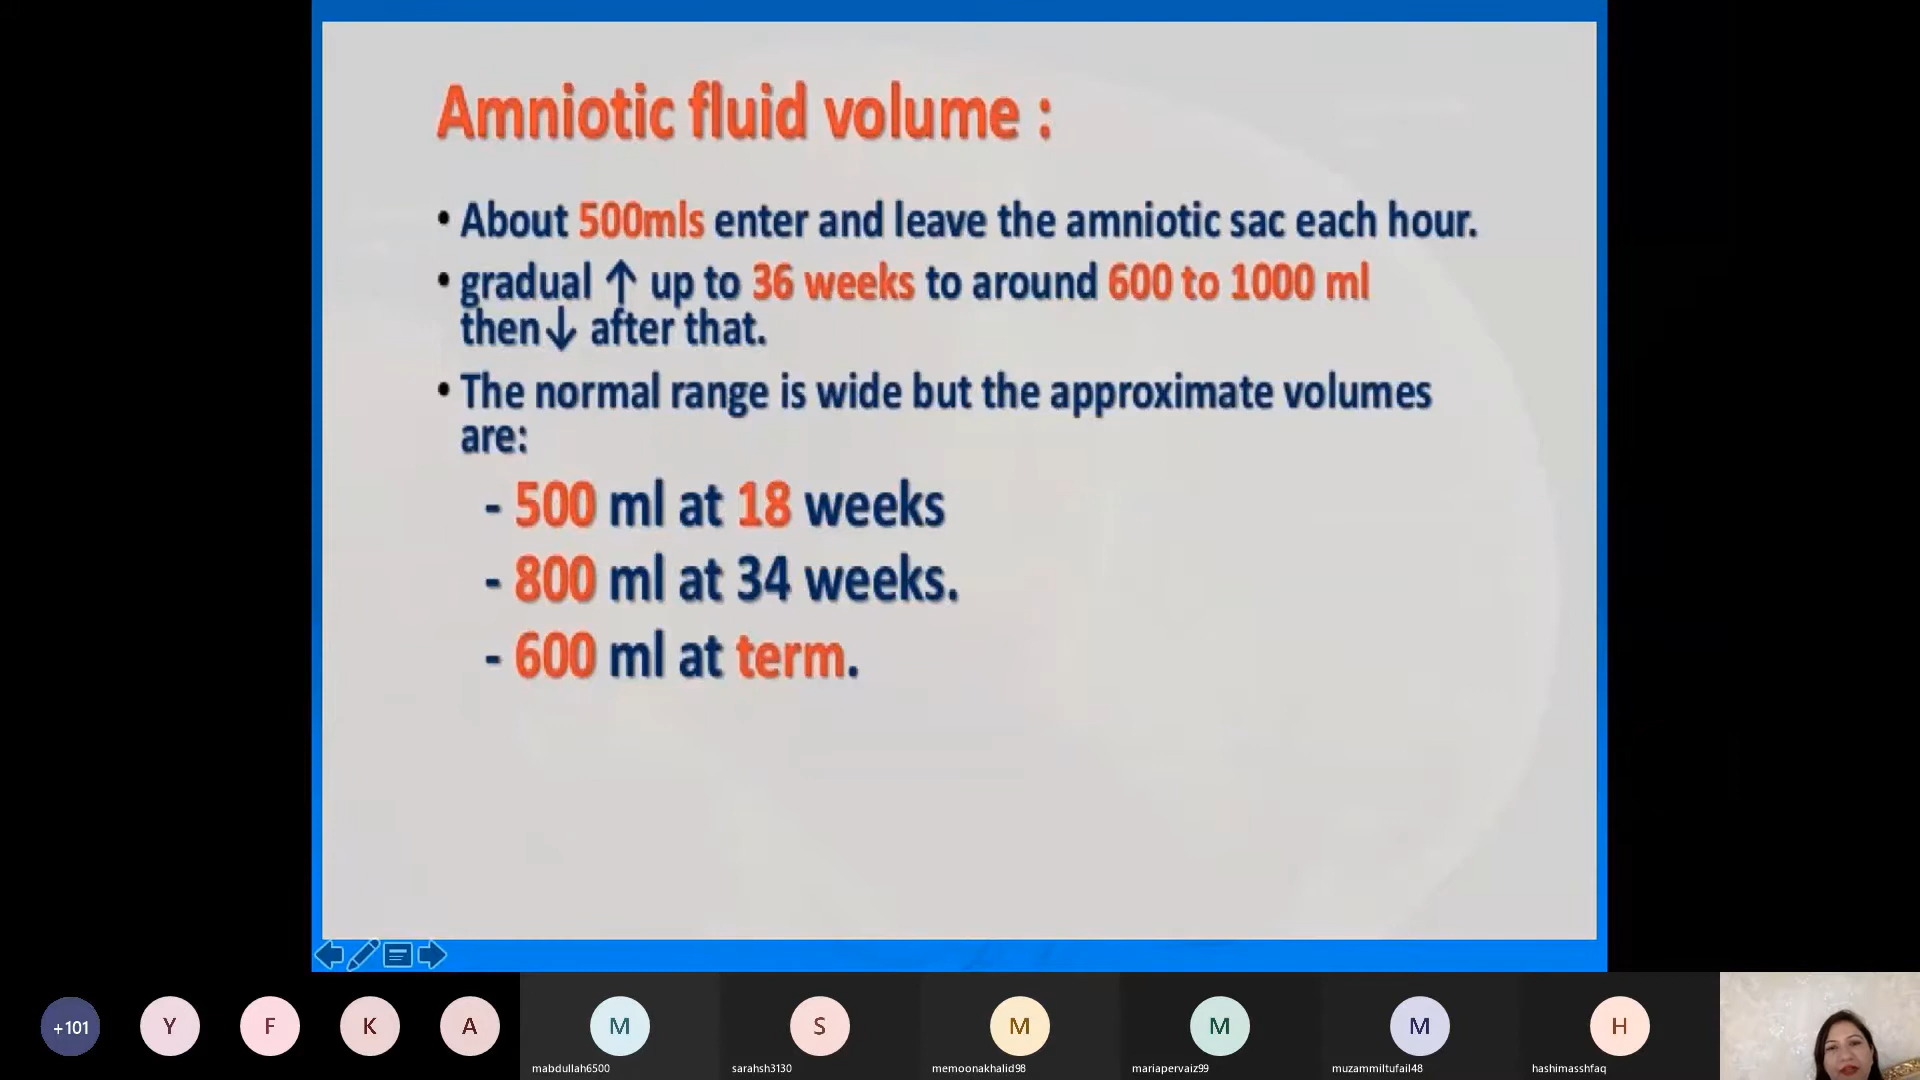 Amniotic fluid volume :
• About 500mls enter and leave the amniotic sac each hour.
• gradual ↑ up to 36 weeks to around 600 to 1000 ml
then↓ after that.
• The normal range is wide but the approximate volumes
are:
- 500 ml at 18 weeks
- 800 ml at 34 weeks.
- 600 ml at term.
+101 Y F K A M S M M M H
mabdullah6500 sarahsh3130 memoonakhalid98 mariapervaiz99 muzammiltufail48 hashimasshfaq